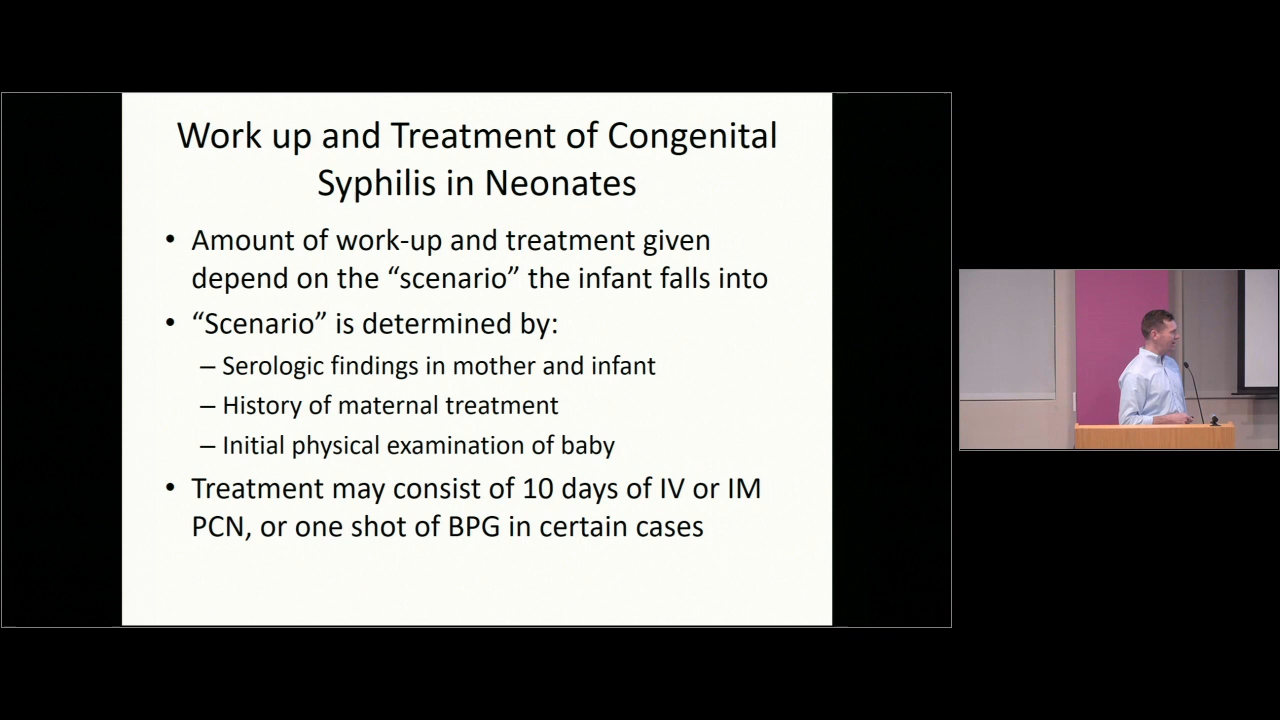 Work up and Treatment of Congenital
Syphilis in Neonates
• Amount of work-up and treatment given
depend on the “scenario” the infant falls into
• “Scenario” is determined by:
– Serologic findings in mother and infant
– History of maternal treatment
– Initial physical examination of baby
• Treatment may consist of 10 days of IV or IM
PCN, or one shot of BPG in certain cases